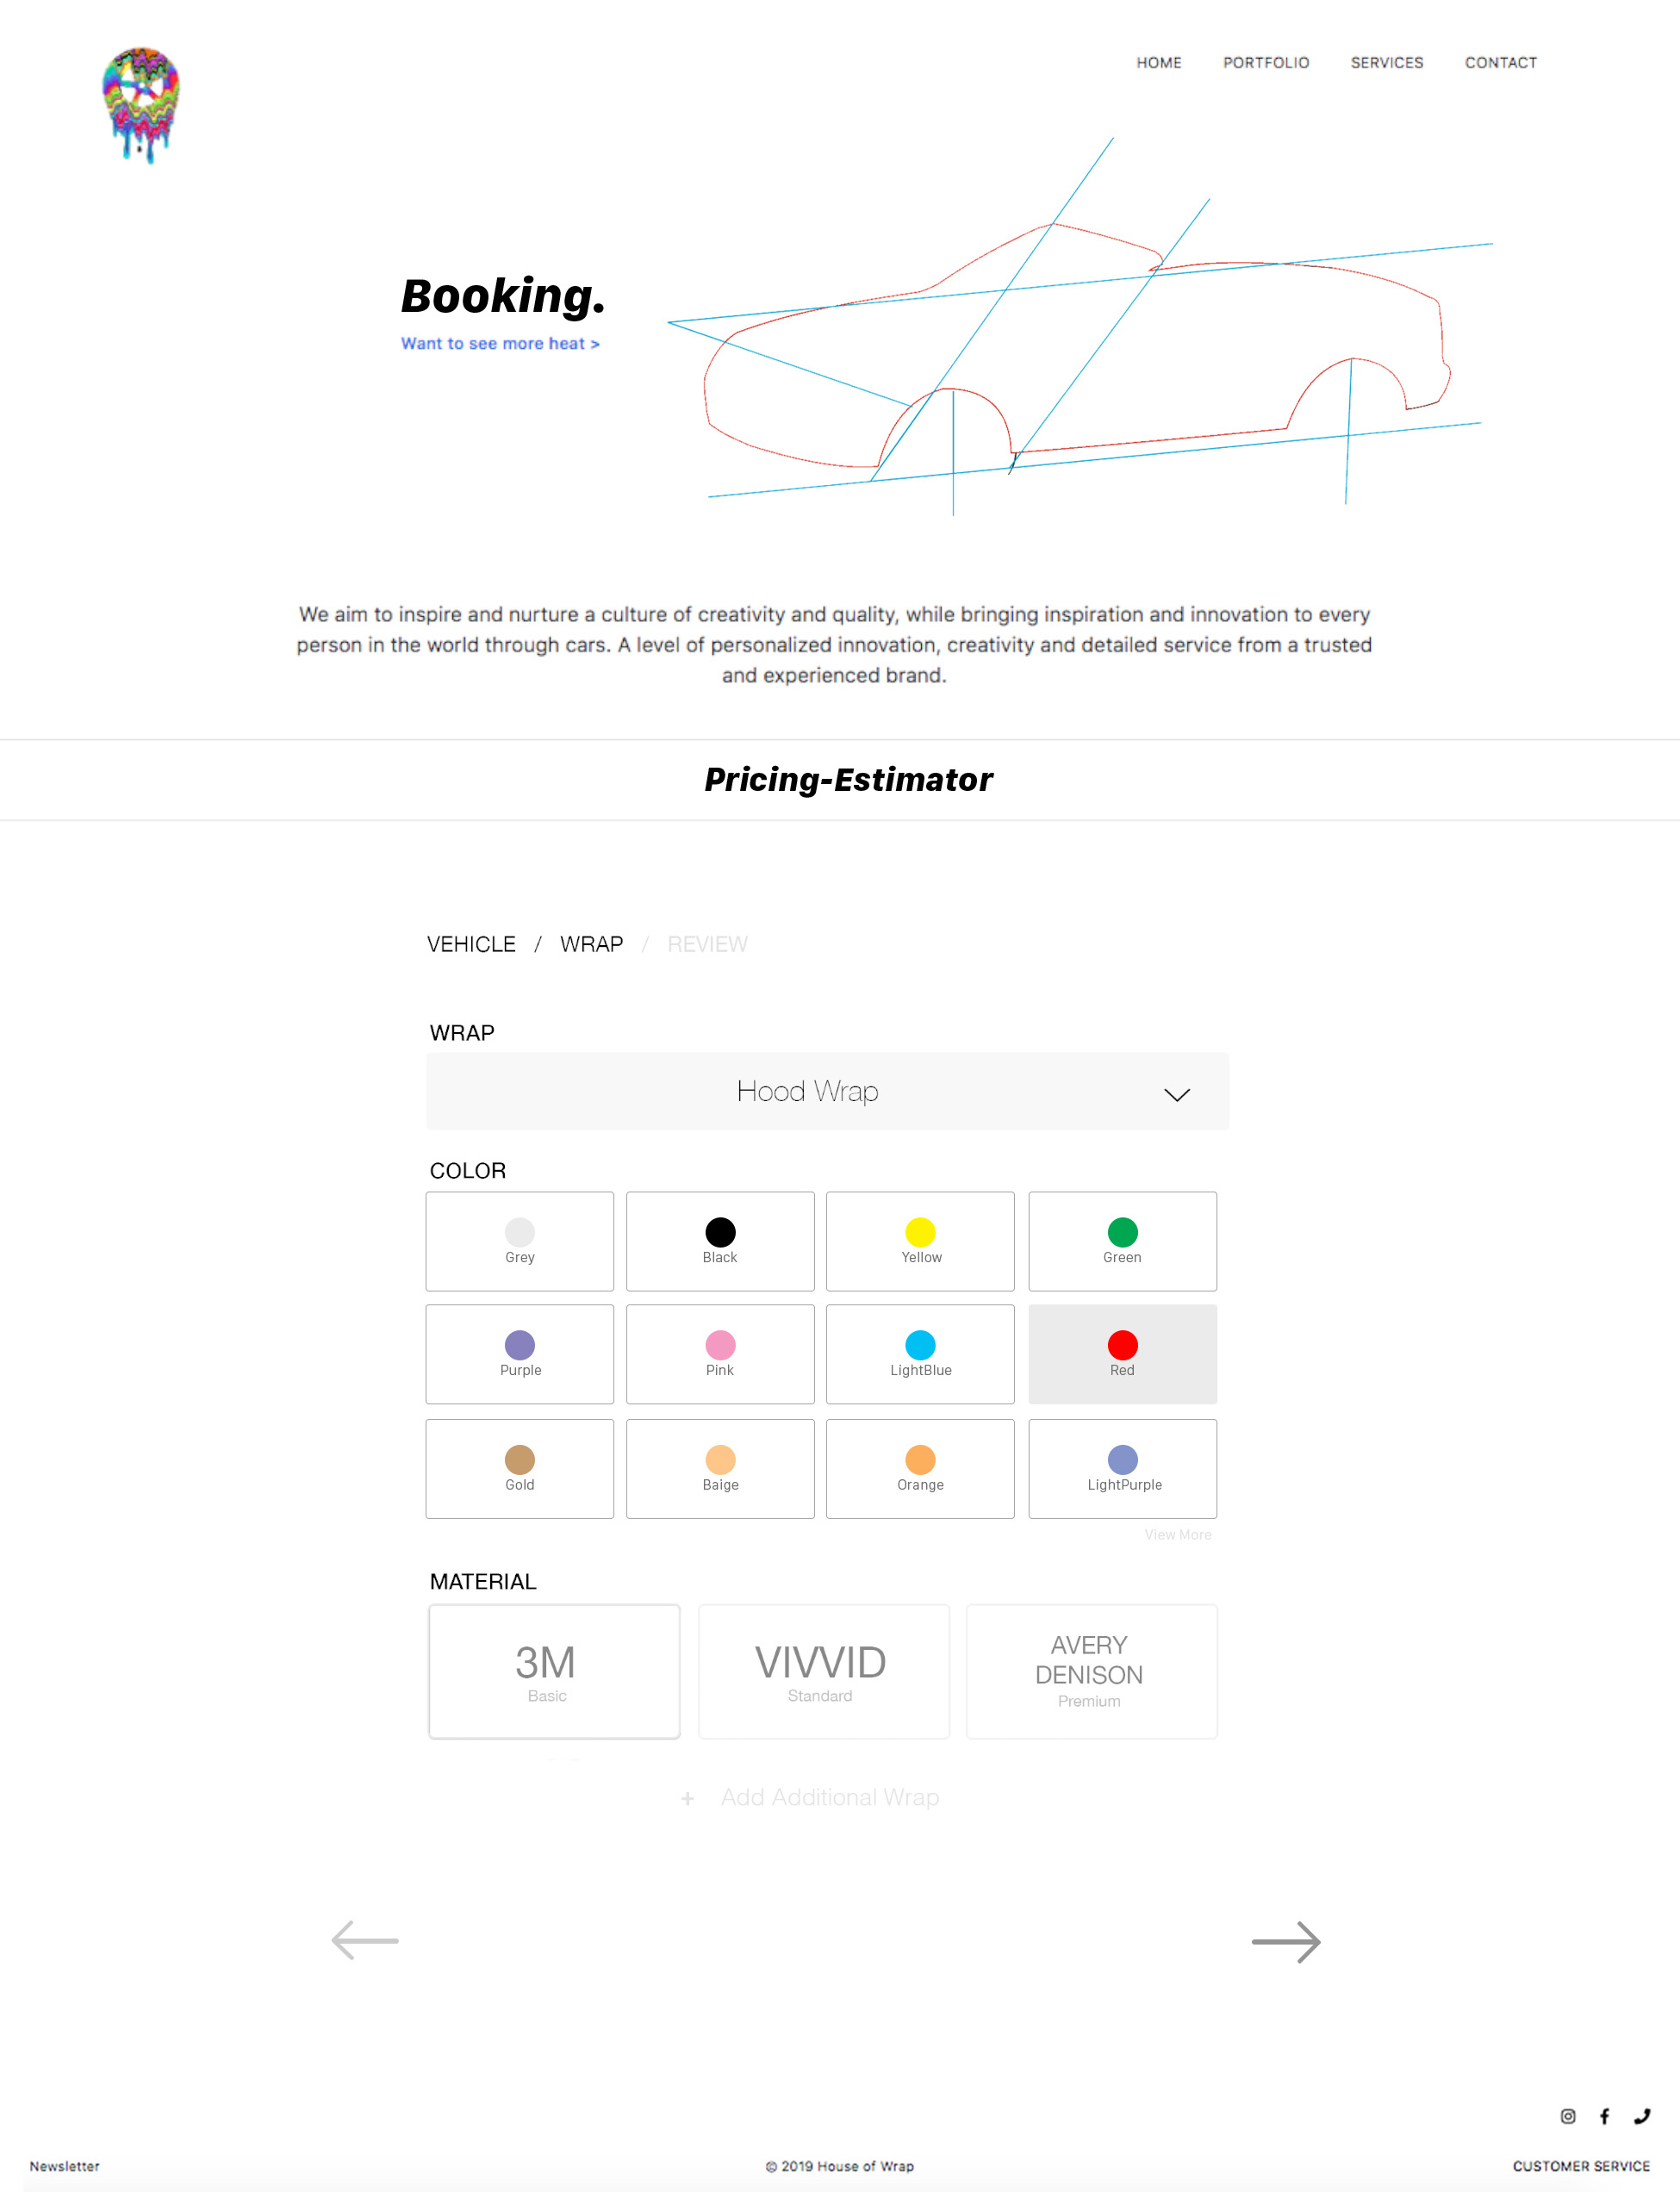 HOME PORTFOLIO SERVICES CONTACT
Booking.
Want to see more heat >
We aim to inspire and nurture a culture of creativity and quality, while bringing inspiration and innovation to every
person in the world through cars. A level of personalized innovation, creativity and detailed service from a trusted
and experienced brand.
Pricing-Estimator
VEHICLE / WRAP / REVIEW
WRAP
Hood Wrap
COLOR
Grey Black Yellow Green
Purple Pink LightBlue Red
Gold Baige Orange LightPurple
View More
MATERIAL
3M
Basic
VIVVID
Standard
AVERY
DENISON
Premium
+ Add Additional Wrap
Newsletter © 2019 House of Wrap CUSTOMER SERVICE